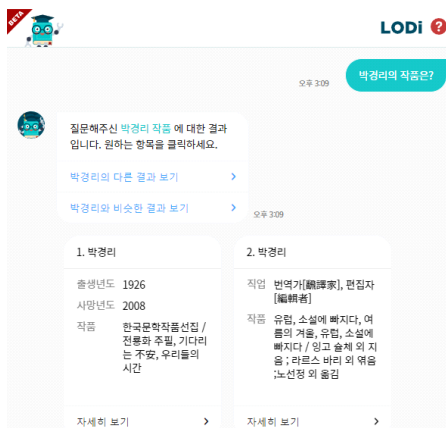 BETA
LODi ?
박경리의 작품은?
오후 3:09
질문해주신 박경리 작품 에 대한 결과
입니다. 원하는 항목을 클릭하세요.
박경리의 다른 결과 보기
박경리와 비슷한 결과 보기
오후 3:09
1. 박경리
출생년도 1926
사망년도 2008
작품 한국문학작품선집 /
전룡화 주필, 기다리
는 不安, 우리들의
시간
자세히 보기
2. 박경리
직업 번역가[飜譯家], 편집자
[編輯者]
작품 유럽, 소설에 빠지다, 여
름의 겨울, 유럽, 소설에
빠지다 / 잉고 슐체 외 지
음 ; 라르스 바리 외 엮음
;노선정 외 옮김
자세히 보기